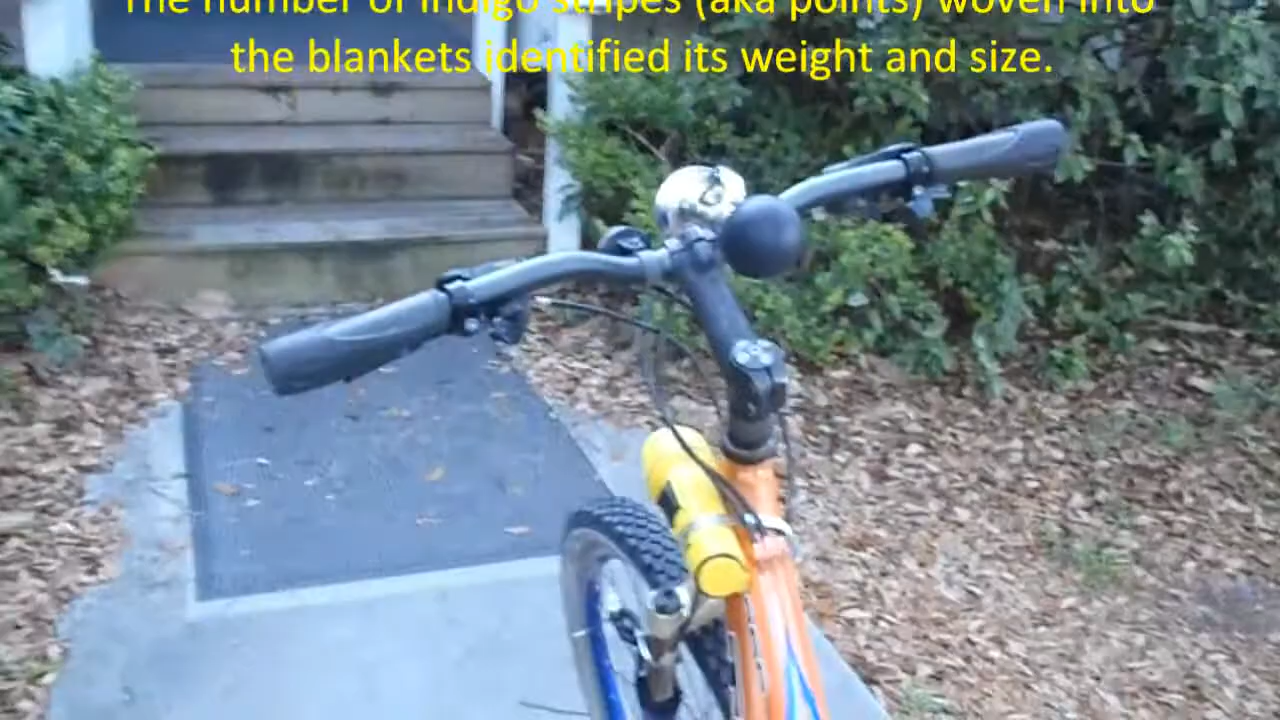 The number of indigo stripes (aka points) woven into
the blankets identified its weight and size.